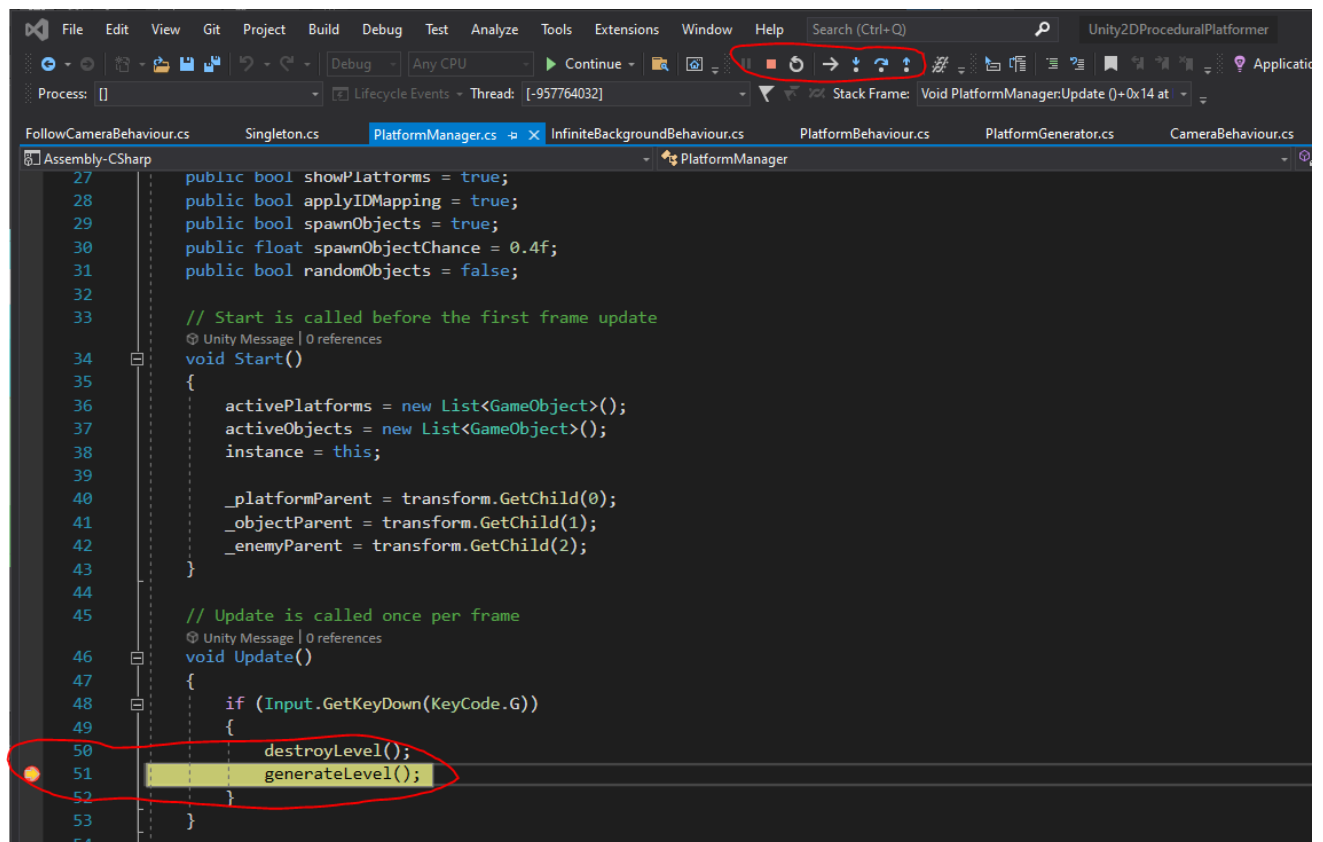 File Edit View Git Project Build Debug Test Analyze Tools Extensions Window Help Search (Ctrl+Q) Unity2DProceduralPlatformer
Debug Any CPU Continue Applicatio
Process: [] Lifecycle Events Thread: [-957764032] Stack Frame: Void PlatformManager:Update ()+0x14 at
FollowCameraBehaviour.cs Singleton.cs PlatformManager.cs InfiniteBackgroundBehaviour.cs PlatformBehaviour.cs PlatformGenerator.cs CameraBehaviour.cs
Assembly-CSharp PlatformManager
27 public bool showPlatforms = true;
28 public bool applyIDMapping = true;
29 public bool spawnObjects = true;
30 public float spawnObjectChance = 0.4f;
31 public bool randomObjects = false;
32
33 // Start is called before the first frame update
Unity Message | 0 references
34 void Start()
35 {
36 activePlatforms = new List<GameObject>();
37 activeObjects = new List<GameObject>();
38 instance = this;
39
40 _platformParent = transform.GetChild(0);
41 _objectParent = transform.GetChild(1);
42 _enemyParent = transform.GetChild(2);
43 }
44
45 // Update is called once per frame
Unity Message | 0 references
46 void Update()
47 {
48 if (Input.GetKeyDown(KeyCode.G))
49 {
50 destroyLevel();
51 generateLevel();
52 }
53 }